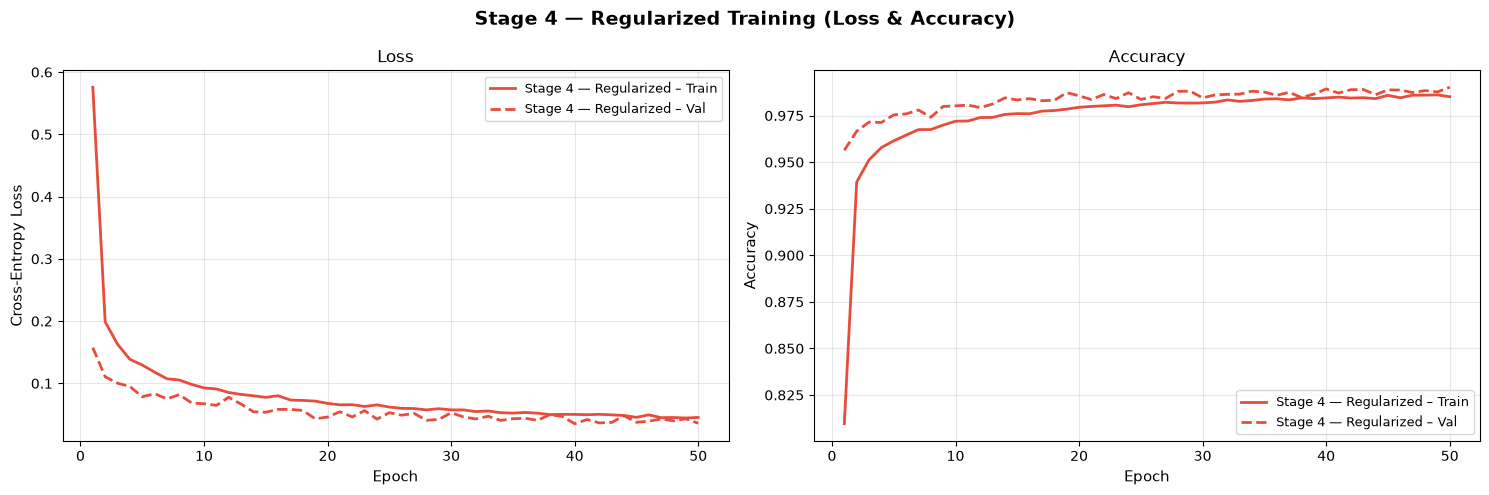 Stage 4 — Regularized Training (Loss & Accuracy)
Loss
0.6
0.5
0.4
0.3
0.2
0.1
Cross-Entropy Loss
Stage 4 — Regularized – Train
Stage 4 — Regularized – Val
0 10 20 30 40 50
Epoch
Accuracy
0.975
0.950
0.925
0.900
0.875
0.850
0.825
Accuracy
Stage 4 — Regularized – Train
Stage 4 — Regularized – Val
0 10 20 30 40 50
Epoch